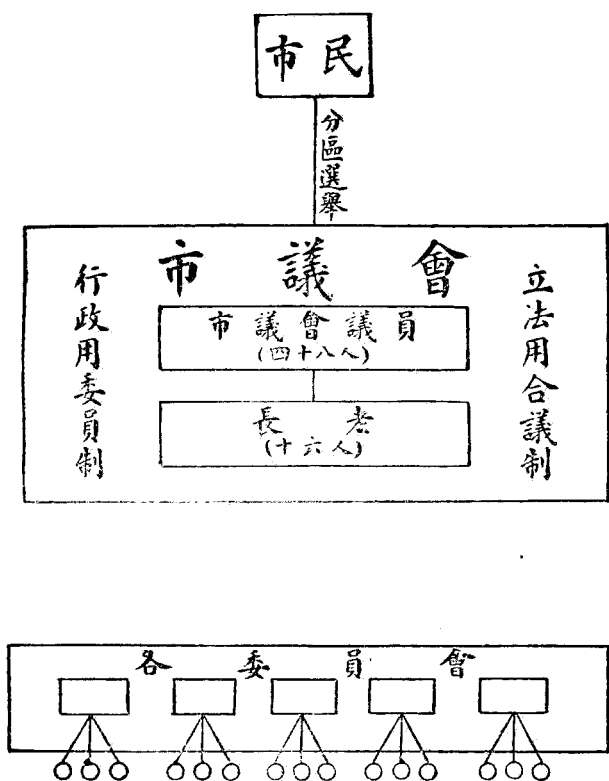 市民
分區選舉
市議會
立法用合議制
行政用委員制
市議會議員
(四十八人)
長老
(十六人)
各委員會